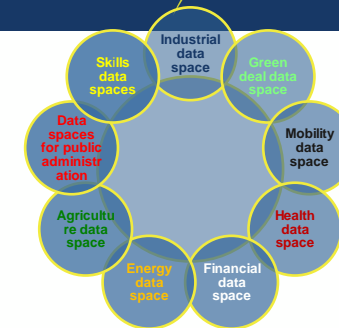 Industrial
data
space
Green
deal data
space
Mobility
data
space
Health
data
space
Financial
data
space
Energy
data
space
Agricultu
re data
space
Data
spaces
for public
administr
ation
Skills
data
spaces